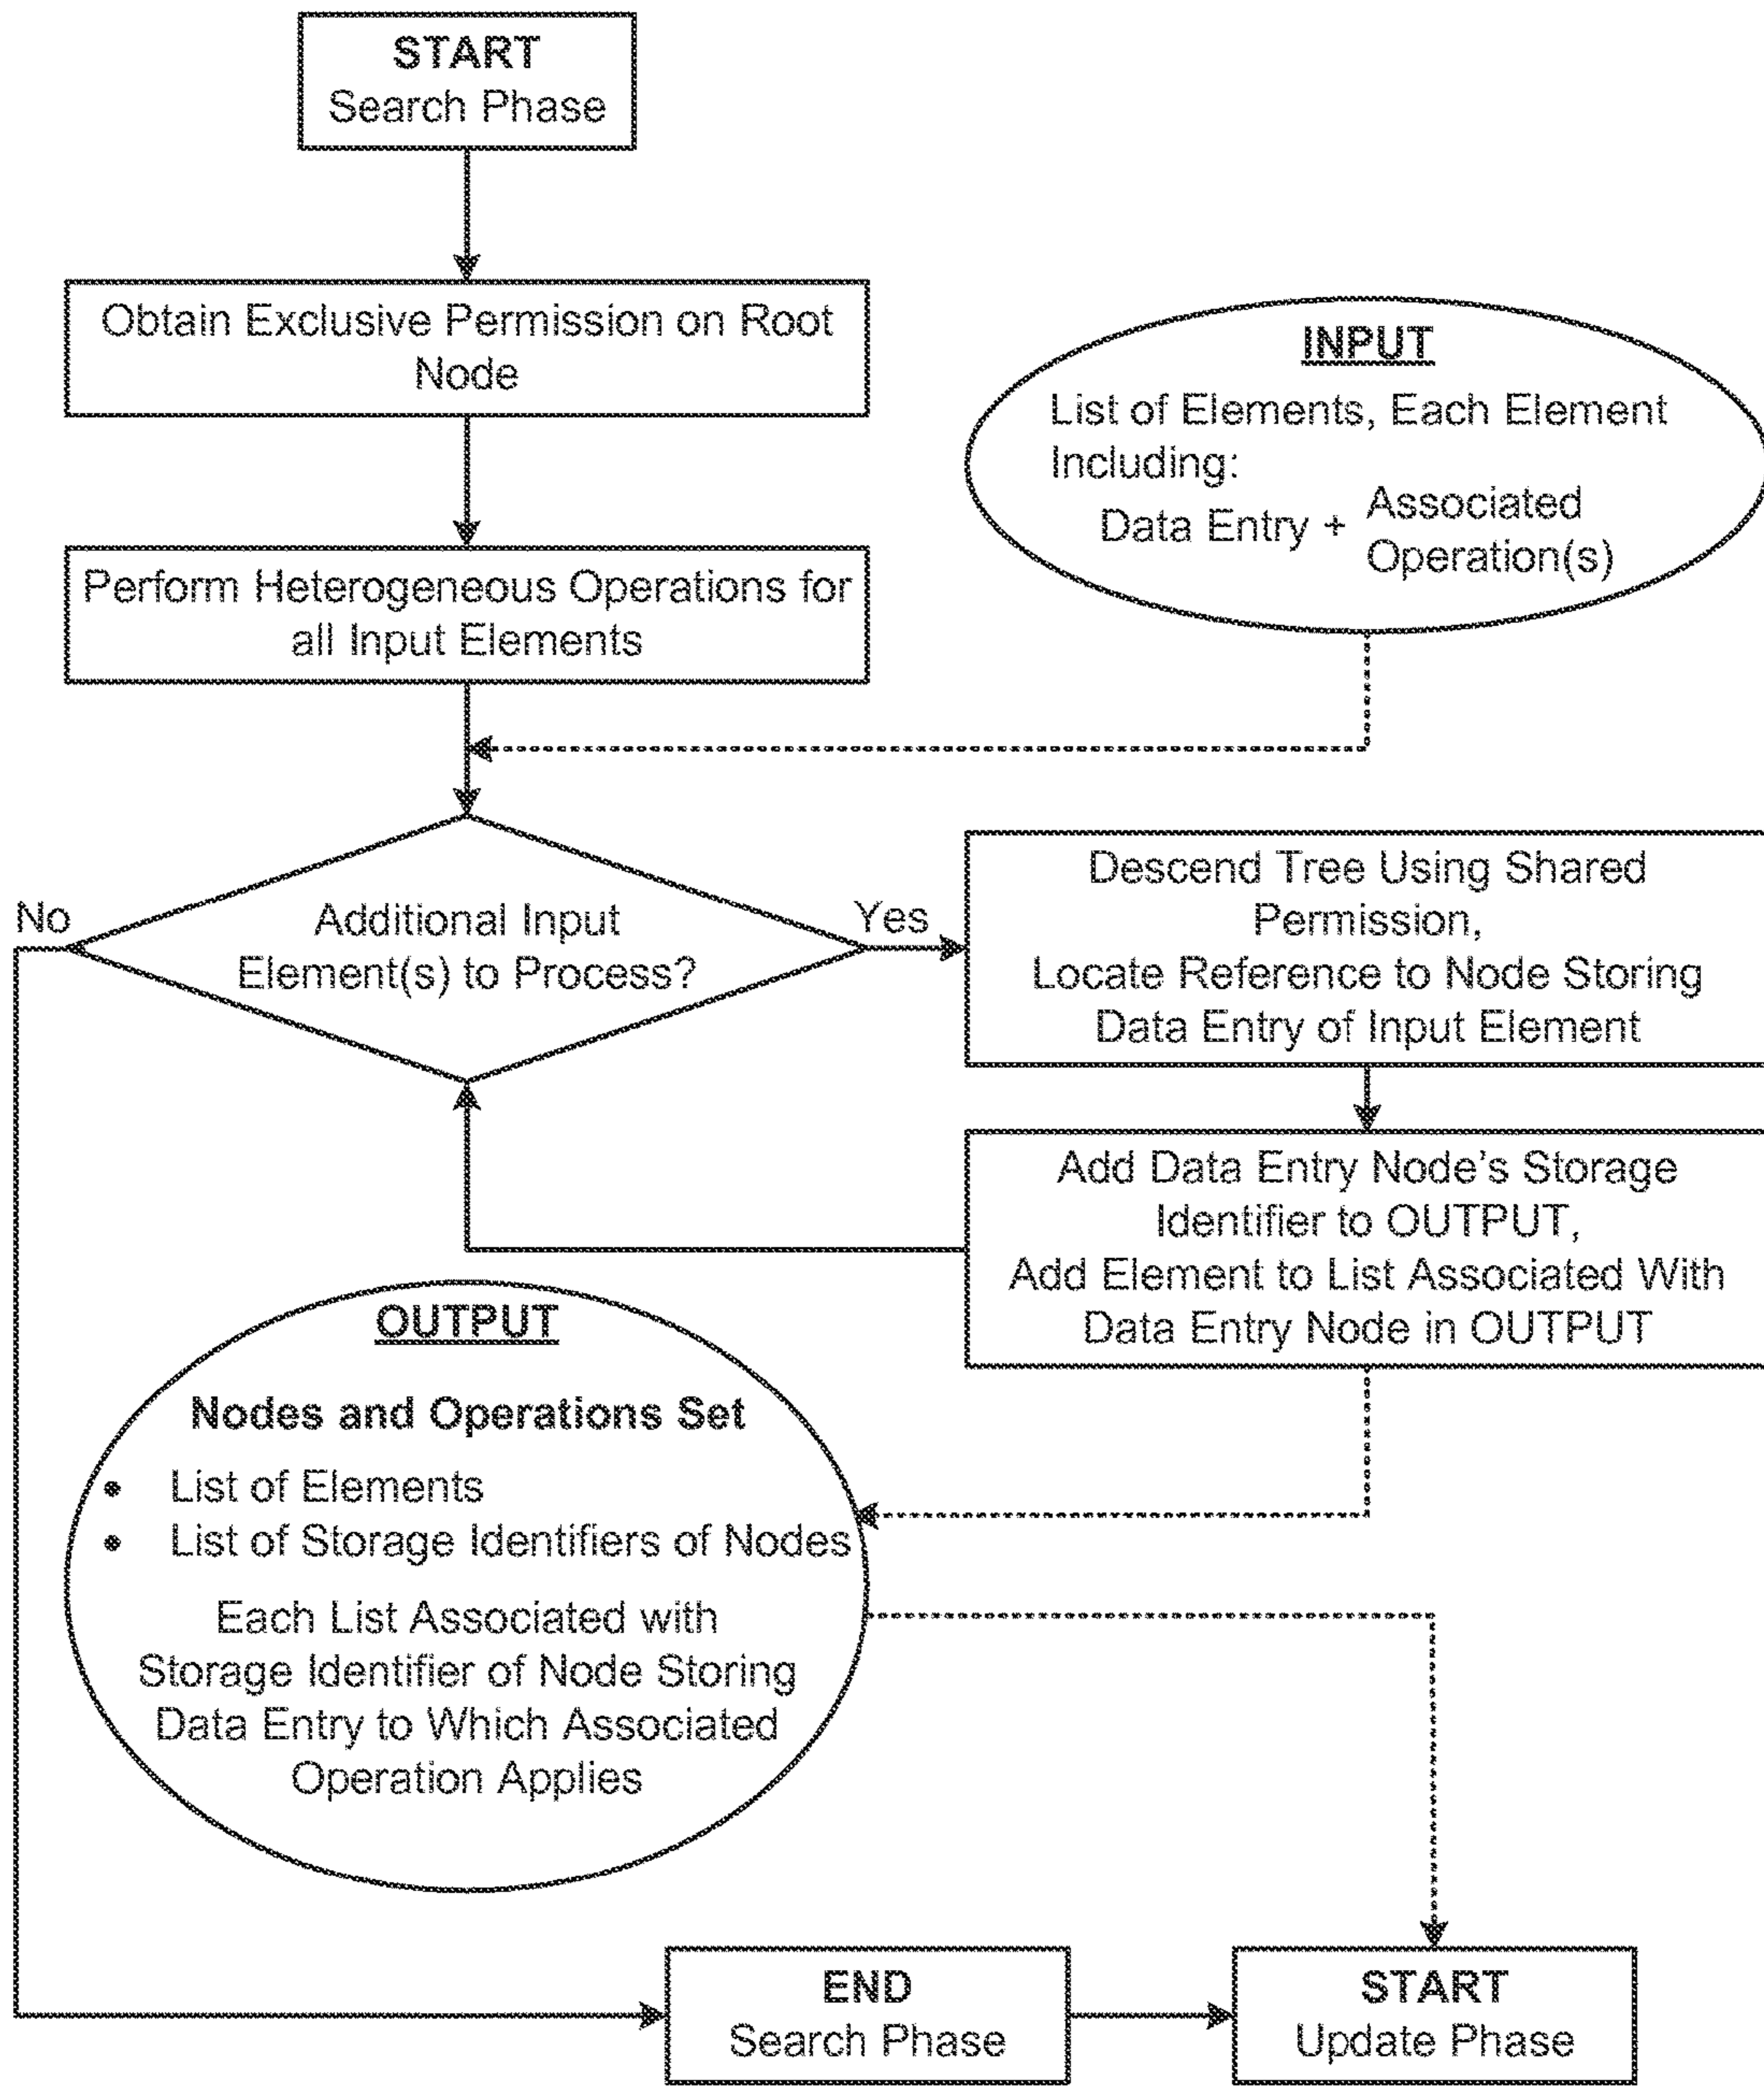 START
Search Phase
Obtain Exclusive Permission on Root
Node
INPUT
List of Elements, Each Element
Including:
Data Entry + Associated
Operation(s)
Perform Heterogeneous Operations for
all Input Elements
No
Additional Input
Element(s) to Process?
Yes
Descend Tree Using Shared
Permission,
Locate Reference to Node Storing
Data Entry of Input Element
Add Data Entry Node's Storage
Identifier to OUTPUT,
Add Element to List Associated With
Data Entry Node in OUTPUT
OUTPUT
Nodes and Operations Set
• List of Elements
• List of Storage Identifiers of Nodes
Each List Associated with
Storage Identifier of Node Storing
Data Entry to Which Associated
Operation Applies
END
Search Phase
START
Update Phase